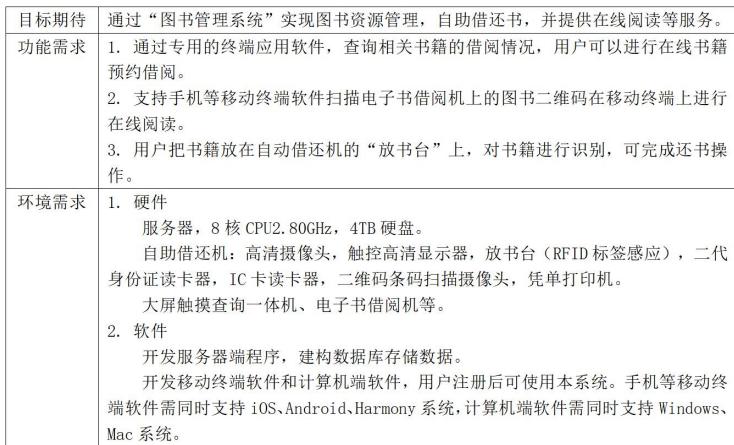 目标期待 通过“图书管理系统”实现图书资源管理，自助借还书，并提供在线阅读等服务。
功能需求 1. 通过专用的终端应用软件，查询相关书籍的借阅情况，用户可以进行在线书籍
预约借阅。
2. 支持手机等移动终端软件扫描电子书借阅机上的图书二维码在移动终端上进行
在线阅读。
3. 用户把书籍放在自动借还机的“放书台”上，对书籍进行识别，可完成还书操
作。
环境需求 1. 硬件
服务器，8 核 CPU2.80GHz，4TB 硬盘。
自助借还机：高清摄像头，触控高清显示器，放书台（RFID 标签感应），二代
身份证读卡器，IC 卡读卡器，二维码条码扫描摄像头，凭单打印机。
大屏触摸查询一体机、电子书借阅机等。
2. 软件
开发服务器端程序，建构数据库存储数据。
开发移动终端软件和计算机端软件，用户注册后可使用本系统。手机等移动终
端软件需同时支持 iOS、Android、Harmony 系统，计算机端软件需同时支持 Windows、
Mac 系统。